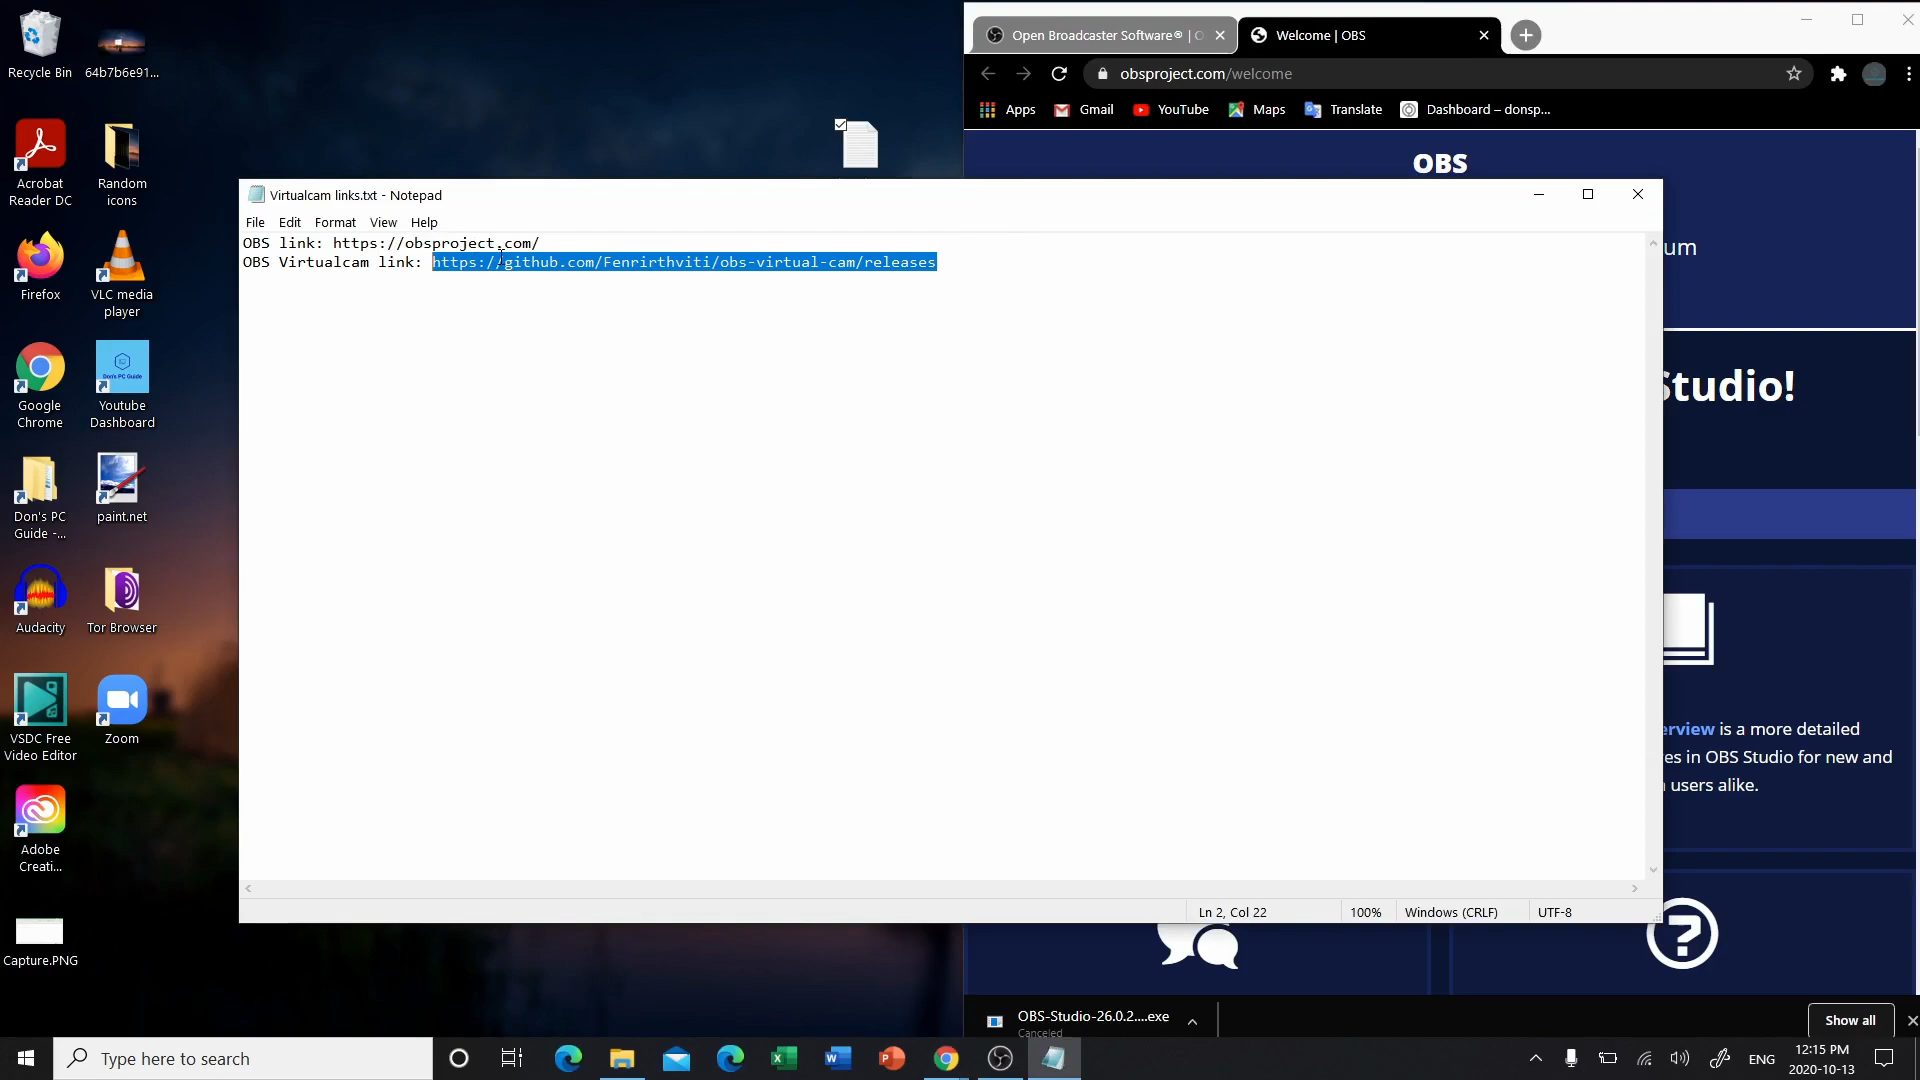 Recycle Bin
64b7b6e91...
Acrobat
Reader DC
Random
icons
Firefox
VLC media
player
Google
Chrome
Don's PC Guide
Youtube
Dashboard
Don's PC
Guide -...
paint.net
Audacity
Tor Browser
VSDC Free
Video Editor
Zoom
Adobe
Creati...
Capture.PNG
Open Broadcaster Software® | O
Welcome | OBS
obsproject.com/welcome
Apps
Gmail
YouTube
Maps
Translate
Dashboard – donsp...
OBS
Virtualcam links.txt - Notepad
File Edit Format View Help
OBS link: https://obsproject.com/
OBS Virtualcam link: https://github.com/Fenrirthviti/obs-virtual-cam/releases
Ln 2, Col 22
100%
Windows (CRLF)
UTF-8
um
Studio!
erview is a more detailed
es in OBS Studio for new and
users alike.
OBS-Studio-26.0.2....exe
Canceled
Show all
Type here to search
ENG
12:15 PM
2020-10-13